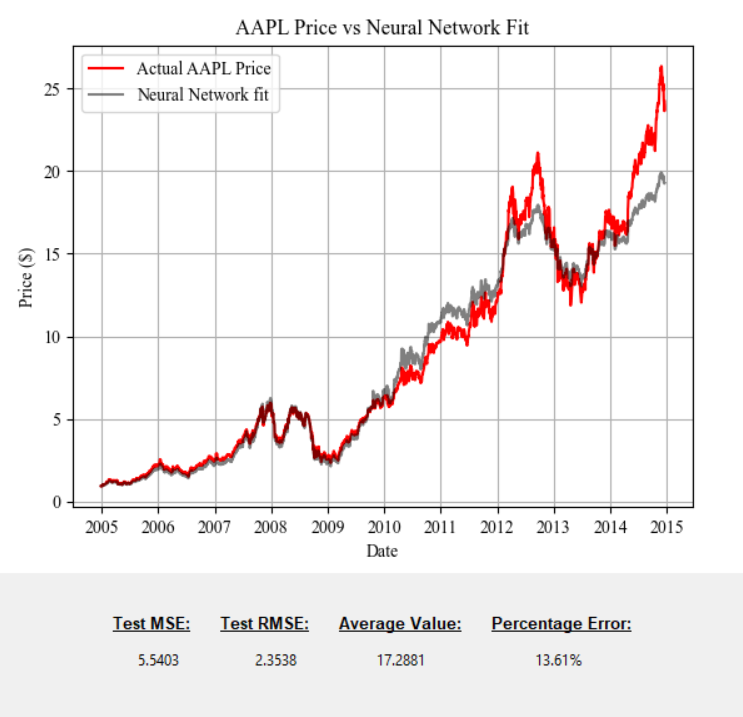 AAPL Price vs Neural Network Fit
Actual AAPL Price
Neural Network fit
25
20
15
10
5
0
Price ($)
2005 2006 2007 2008 2009 2010 2011 2012 2013 2014 2015
Date
Test MSE: Test RMSE: Average Value: Percentage Error:
5.5403 2.3538 17.2881 13.61%